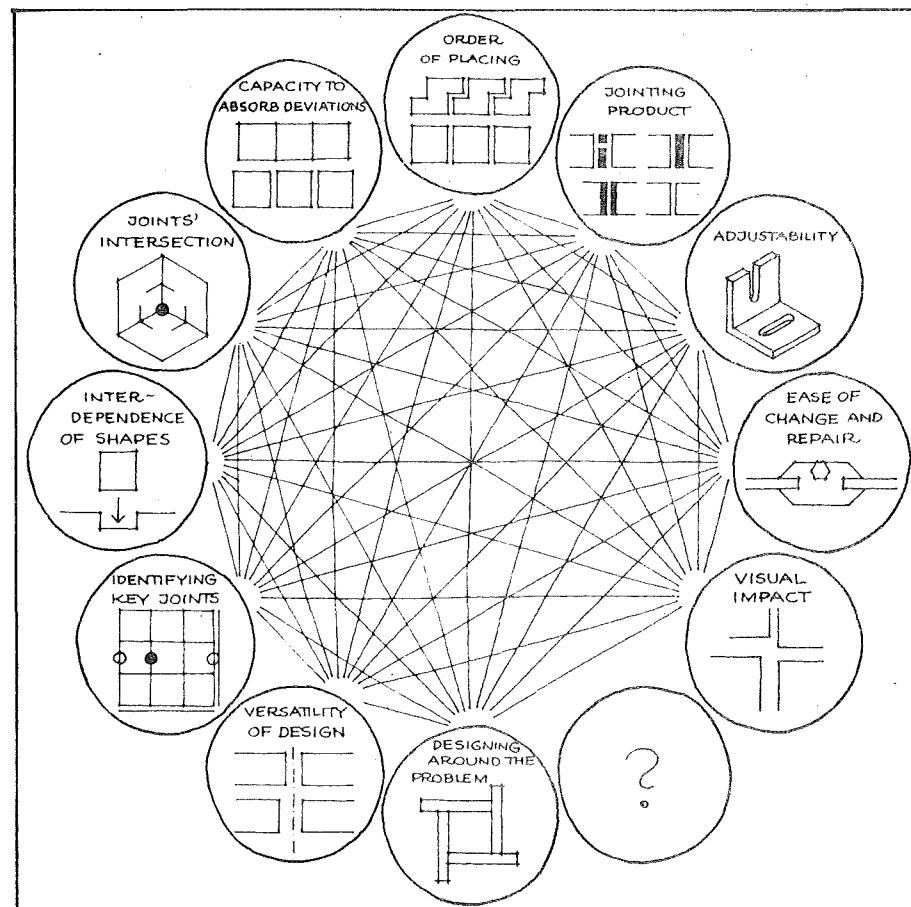 ORDER
OF PLACING
JOINTING
PRODUCT
ADJUSTABILITY
EASE OF
CHANGE AND
REPAIR
VISUAL
IMPACT
?
DESIGNING
AROUND THE
PROBLEM
VERSATILITY
OF DESIGN
IDENTIFYING
KEY JOINTS
INTER~
DEPENDENCE
OF SHAPES
JOINTS'
INTERSECTION
CAPACITY TO
ABSORB DEVIATIONS